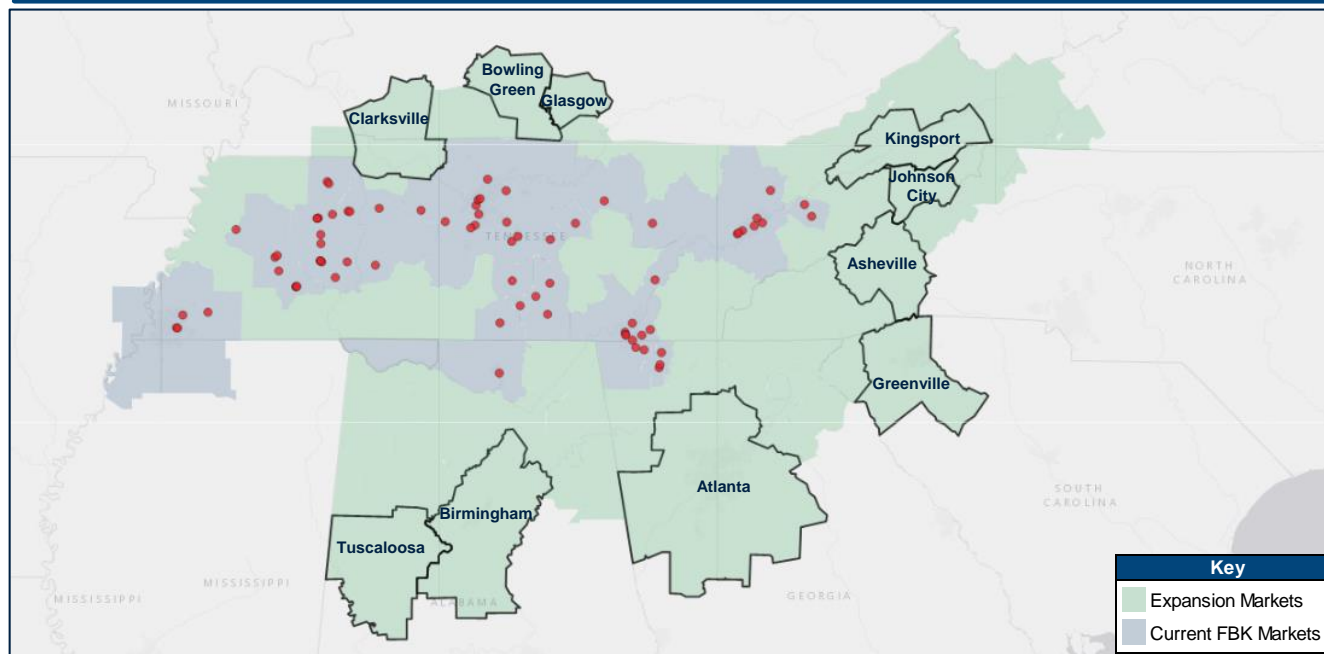 Bowling
Green
Glasgow
MISSOURI
Clarksville
Kingsport
Johnson
City
TENNESSEE
Asheville
NORTH
CAROLINA
Greenville
Atlanta
SOUTH
CAROLINA
Birmingham
Tuscaloosa
MISSISSIPPI
MISSISSIPPI
ALABAMA
GEORGIA
Key
Expansion Markets
Current FBK Markets